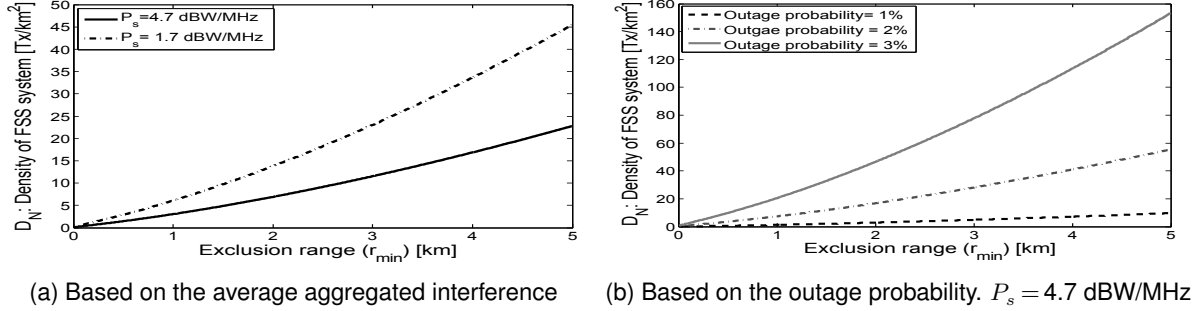 D_N: Density of FSS system [Tx/km²]
50
45
40
35
30
25
20
15
10
5
0
P_s=4.7 dBW/MHz
P_s= 1.7 dBW/MHz
0 1 2 3 4 5
Exclusion range (r_min) [km]
(a) Based on the average aggregated interference
D_N: Density of FSS system [Tx/km²]
160
140
120
100
80
60
40
20
0
Outage probability= 1%
Outgae probability = 2%
Outage probability = 3%
0 1 2 3 4 5
Exclusion range (r_min) [km]
(b) Based on the outage probability. P_s = 4.7 dBW/MHz